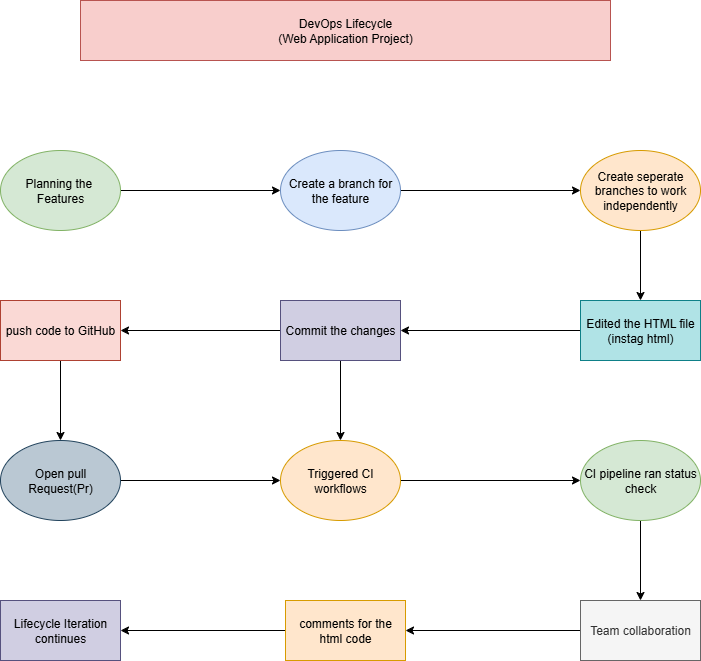 DevOps Lifecycle
(Web Application Project)
Planning the
Features
Create a branch for
the feature
Create seperate
branches to work
independently
push code to GitHub
Commit the changes
Edited the HTML file
(instag html)
Open pull
Request(Pr)
Triggered CI
workflows
CI pipeline ran status
check
Lifecycle Iteration
continues
comments for the
html code
Team collaboration